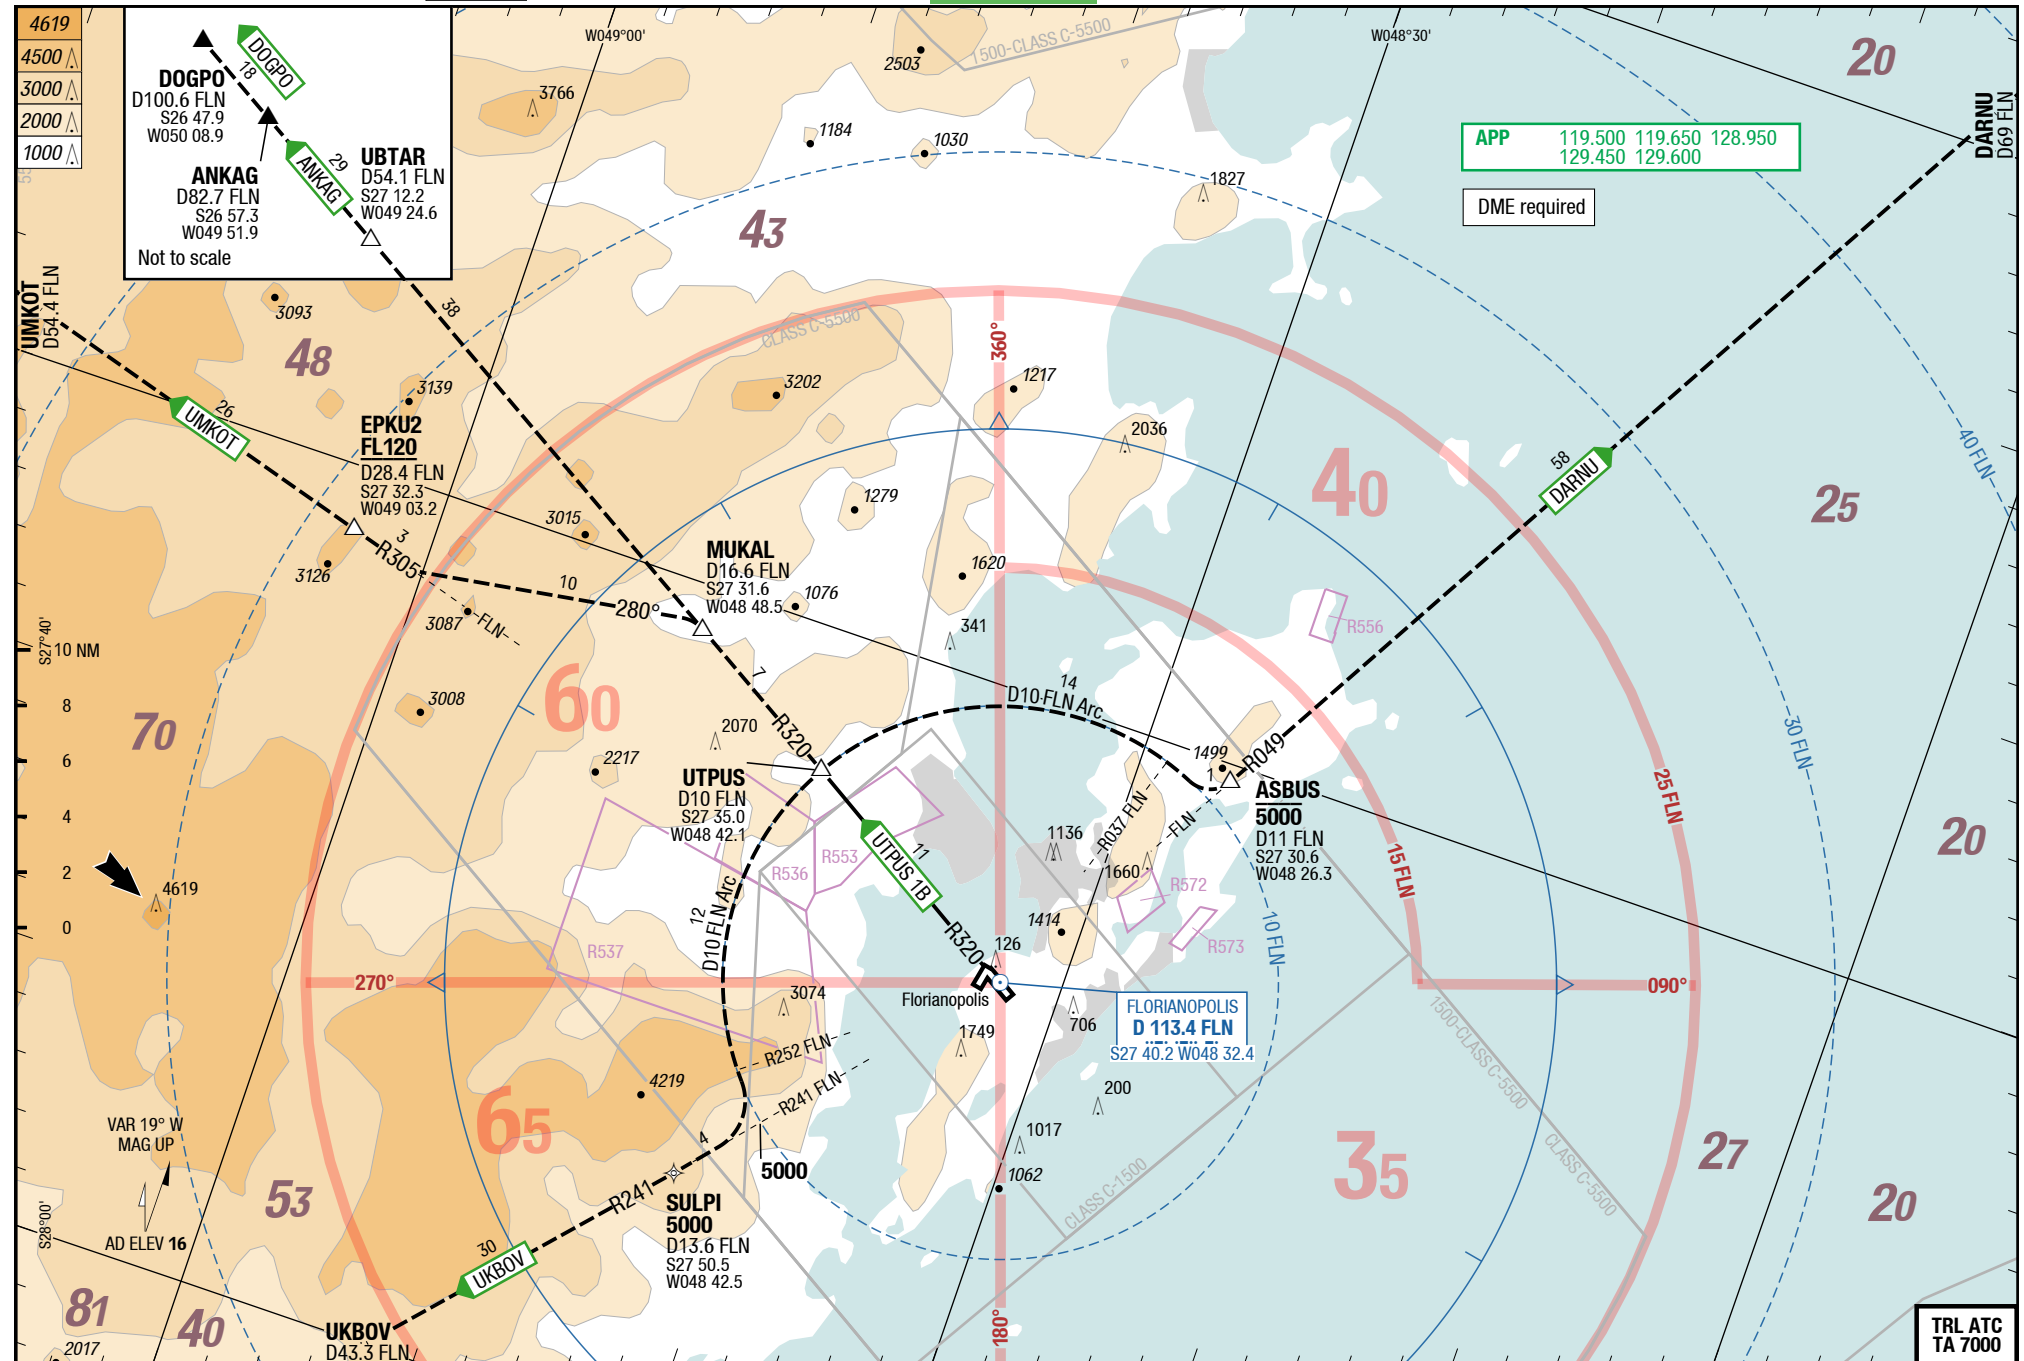 4619
4500
3000
2000
1000
DOGPO
D100.6 FLN
S26 47.9
W050 08.9
18
DOGPO
ANKAG
D82.7 FLN
S26 57.3
W049 51.9
ANKAG
29
UBTAR
D54.1 FLN
S27 12.2
W049 24.6
Not to scale
W049°00'
W048°30'
2503
1500-CLASS C-5500
20
3766
1184
1030
1827
43
APP 119.500 119.650 128.950
129.450 129.600
DME required
DARNU
D69 FLN
UMKOT
D54.4 FLN
3093
48
38
CLASS C-5500
360°
3139
3202
1217
2036
26
UMKOT
EPKU2
FL120
D28.4 FLN
S27 32.3
W049 03.2
40
58
DARNU
40 FLN
25
1279
3015
3
R305
3126
MUKAL
D16.6 FLN
S27 31.6
W048 48.5
1620
1076
10
280°
3087
FLN
341
R556
S27°40'
10 NM
8
6
4
2
0
3008
60
7
R320
14
D10 FLN Arc
70
2070
2217
1499
1
R049
30 FLN
25 FLN
UTPUS
D10 FLN
S27 35.0
W048 42.1
ASBUS
5000
D11 FLN
S27 30.6
W048 26.3
R037 FLN
FLN
1136
1660
15 FLN
R553
R536
UTPUS 1B
11
20
4619
R572
1414
R573
10 FLN
12
D10 FLN Arc
R537
R320
126
270°
090°
Florianopolis
3074
706
1749
FLORIANOPOLIS
D 113.4 FLN
S27 40.2 W048 32.4
1500-CLASS C-5500
R252 FLN
R241 FLN
4219
200
65
VAR 19° W
MAG UP
4
1017
1062
5000
35
27
CLASS C-5500
CLASS C-1500
53
R241
SULPI
5000
D13.6 FLN
S27 50.5
W048 42.5
20
S28°00'
AD ELEV 16
30
UKBOV
81
40
UKBOV
D43.3 FLN
2017
180°
TRL ATC
TA 7000